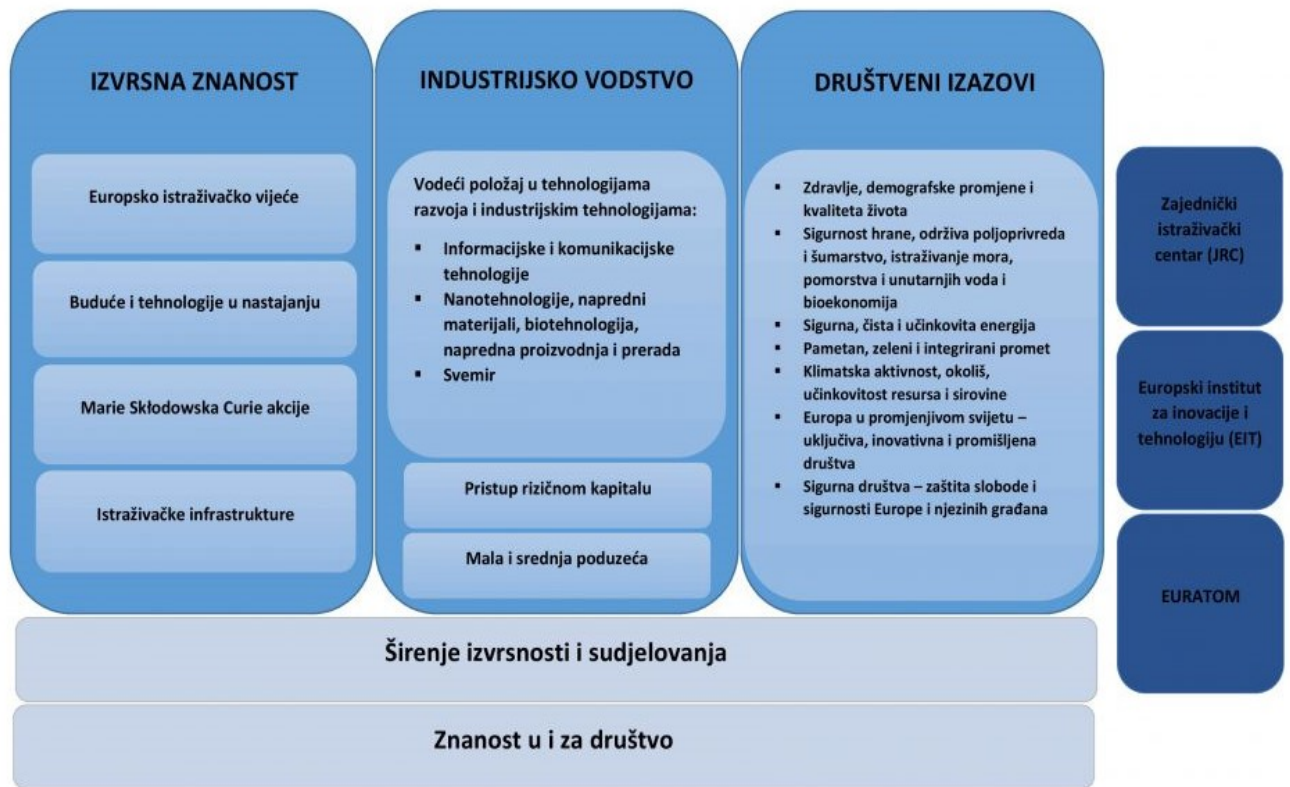 IZVRSNA ZNANOST
Europsko istraživačko vijeće
Buduće i tehnologije u nastajanju
Marie Skłodowska Curie akcije
Istraživačke infrastrukture
INDUSTRIJSKO VODSTVO
Vodeći položaj u tehnologijama
razvoja i industrijskim tehnologijama:
▪ Informacijske i komunikacijske
tehnologije
▪ Nanotehnologije, napredni
materijali, biotehnologija,
napredna proizvodnja i prerada
▪ Svemir
Pristup rizičnom kapitalu
Mala i srednja poduzeća
DRUŠTVENI IZAZOVI
▪ Zdravlje, demografske promjene i
kvaliteta života
▪ Sigurnost hrane, održiva poljoprivreda
i šumarstvo, istraživanje mora,
pomorstva i unutarnjih voda i
bioekonomija
▪ Sigurna, čista i učinkovita energija
▪ Pametan, zeleni i integrirani promet
▪ Klimatska aktivnost, okoliš,
učinkovitost resursa i sirovine
▪ Europa u promjenjivom svijetu –
uključiva, inovativna i promišljena
društva
▪ Sigurna društva – zaštita slobode i
sigurnosti Europe i njezinih građana
Zajednički
istraživački
centar (JRC)
Europski institut
za inovacije i
tehnologiju (EIT)
EURATOM
Širenje izvrsnosti i sudjelovanja
Znanost u i za društvo